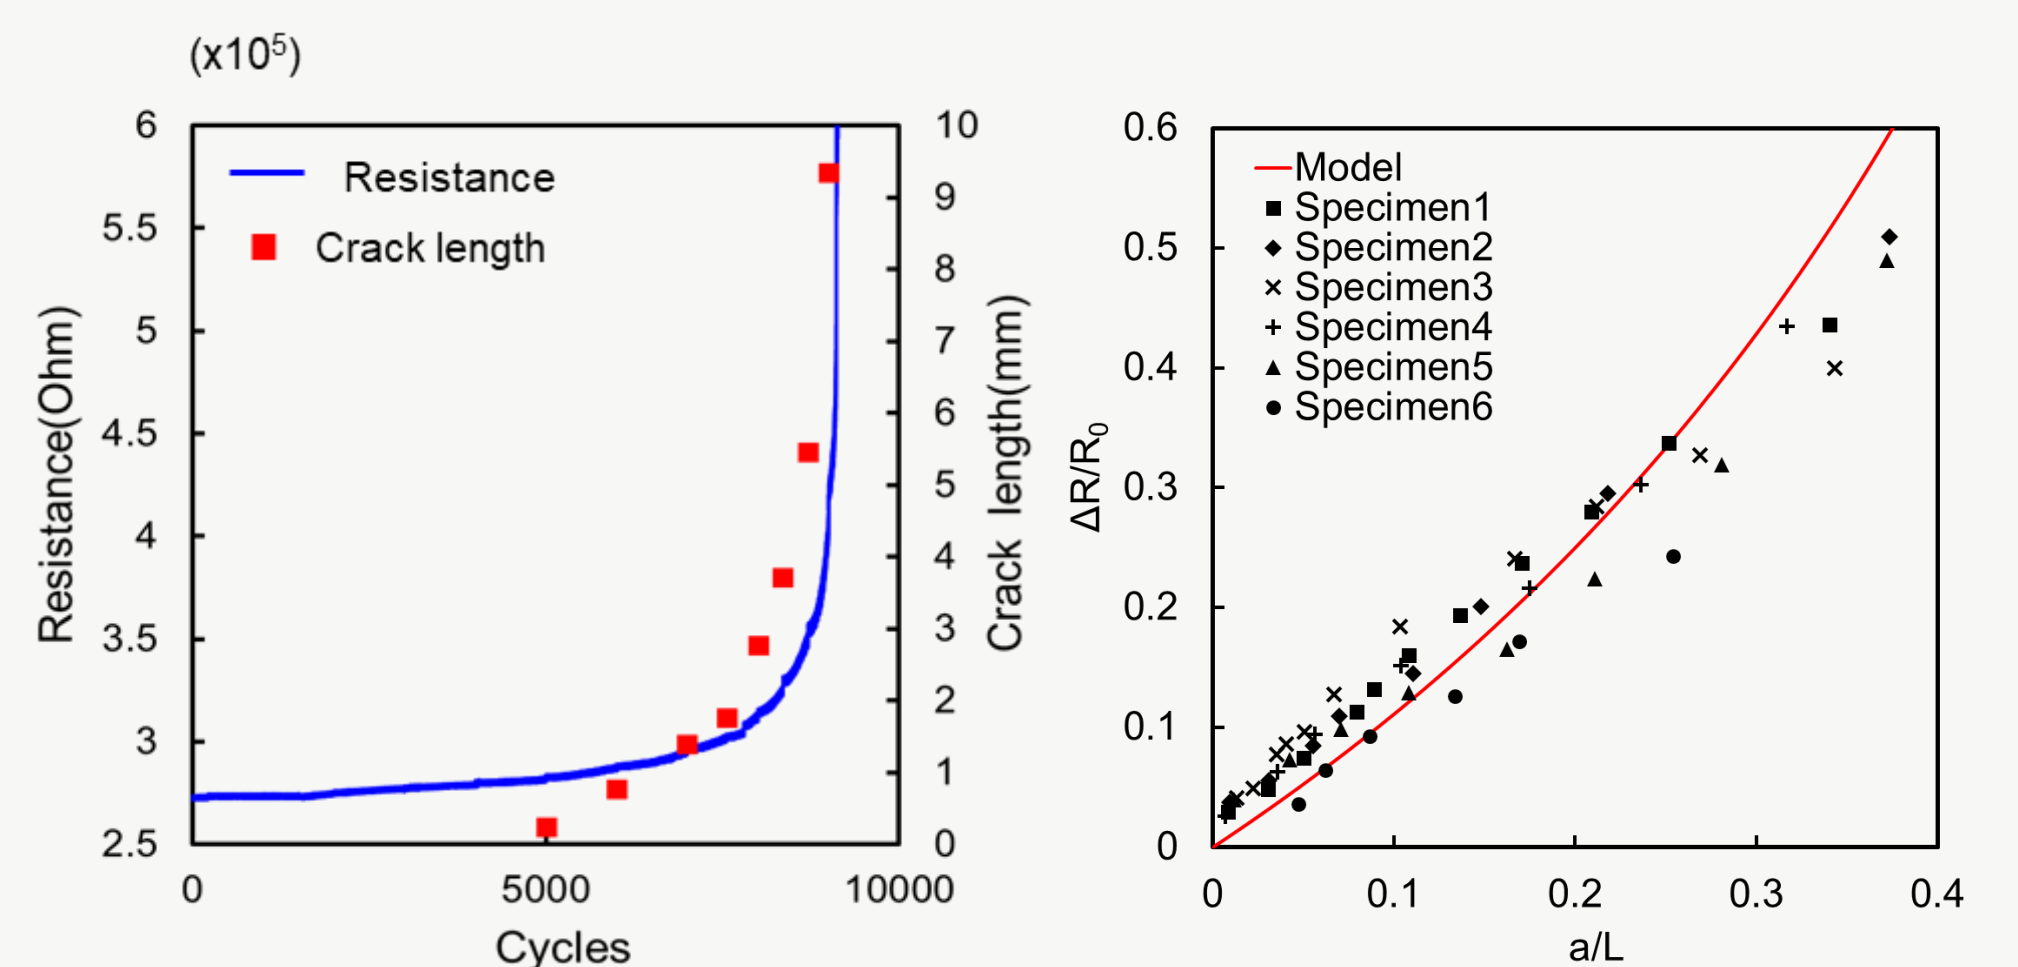 (x10⁵)
6
5.5
5
4.5
4
3.5
3
2.5
Resistance(Ohm)
Resistance
Crack length
10
9
8
7
6
5
4
3
2
1
0
Crack length(mm)
0
5000
10000
Cycles
0.6
0.5
0.4
0.3
0.2
0.1
0
ΔR/R₀
Model
Specimen1
Specimen2
Specimen3
Specimen4
Specimen5
Specimen6
0
0.1
0.2
0.3
0.4
a/L